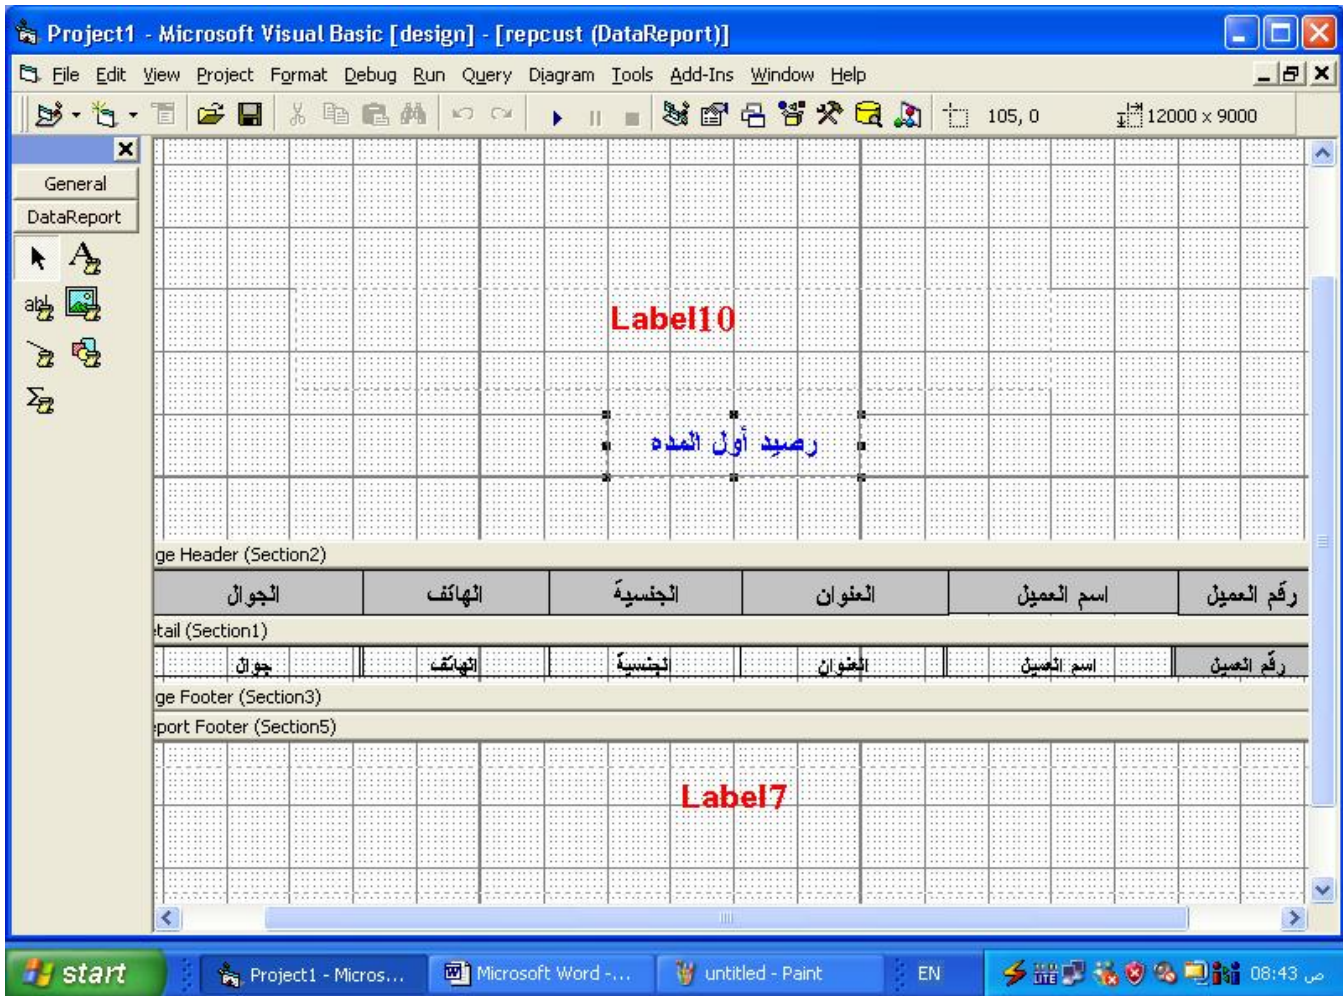 Project1 - Microsoft Visual Basic [design] - [repcust (DataReport)]
File Edit View Project Format Debug Run Query Diagram Tools Add-Ins Window Help
105, 0 12000 x 9000
General
DataReport
Label10
رصيد أول المده
ge Header (Section2)
رقم العميل اسم العميل العنوان الجنسية الهاتف الجوال
etail (Section1)
رقم العميل اسم العميل العنوان الجنسية الهاتف جوال
ge Footer (Section3)
eport Footer (Section5)
Label7
start Project1 - Micros... Microsoft Word -... untitled - Paint EN 08:43 ص